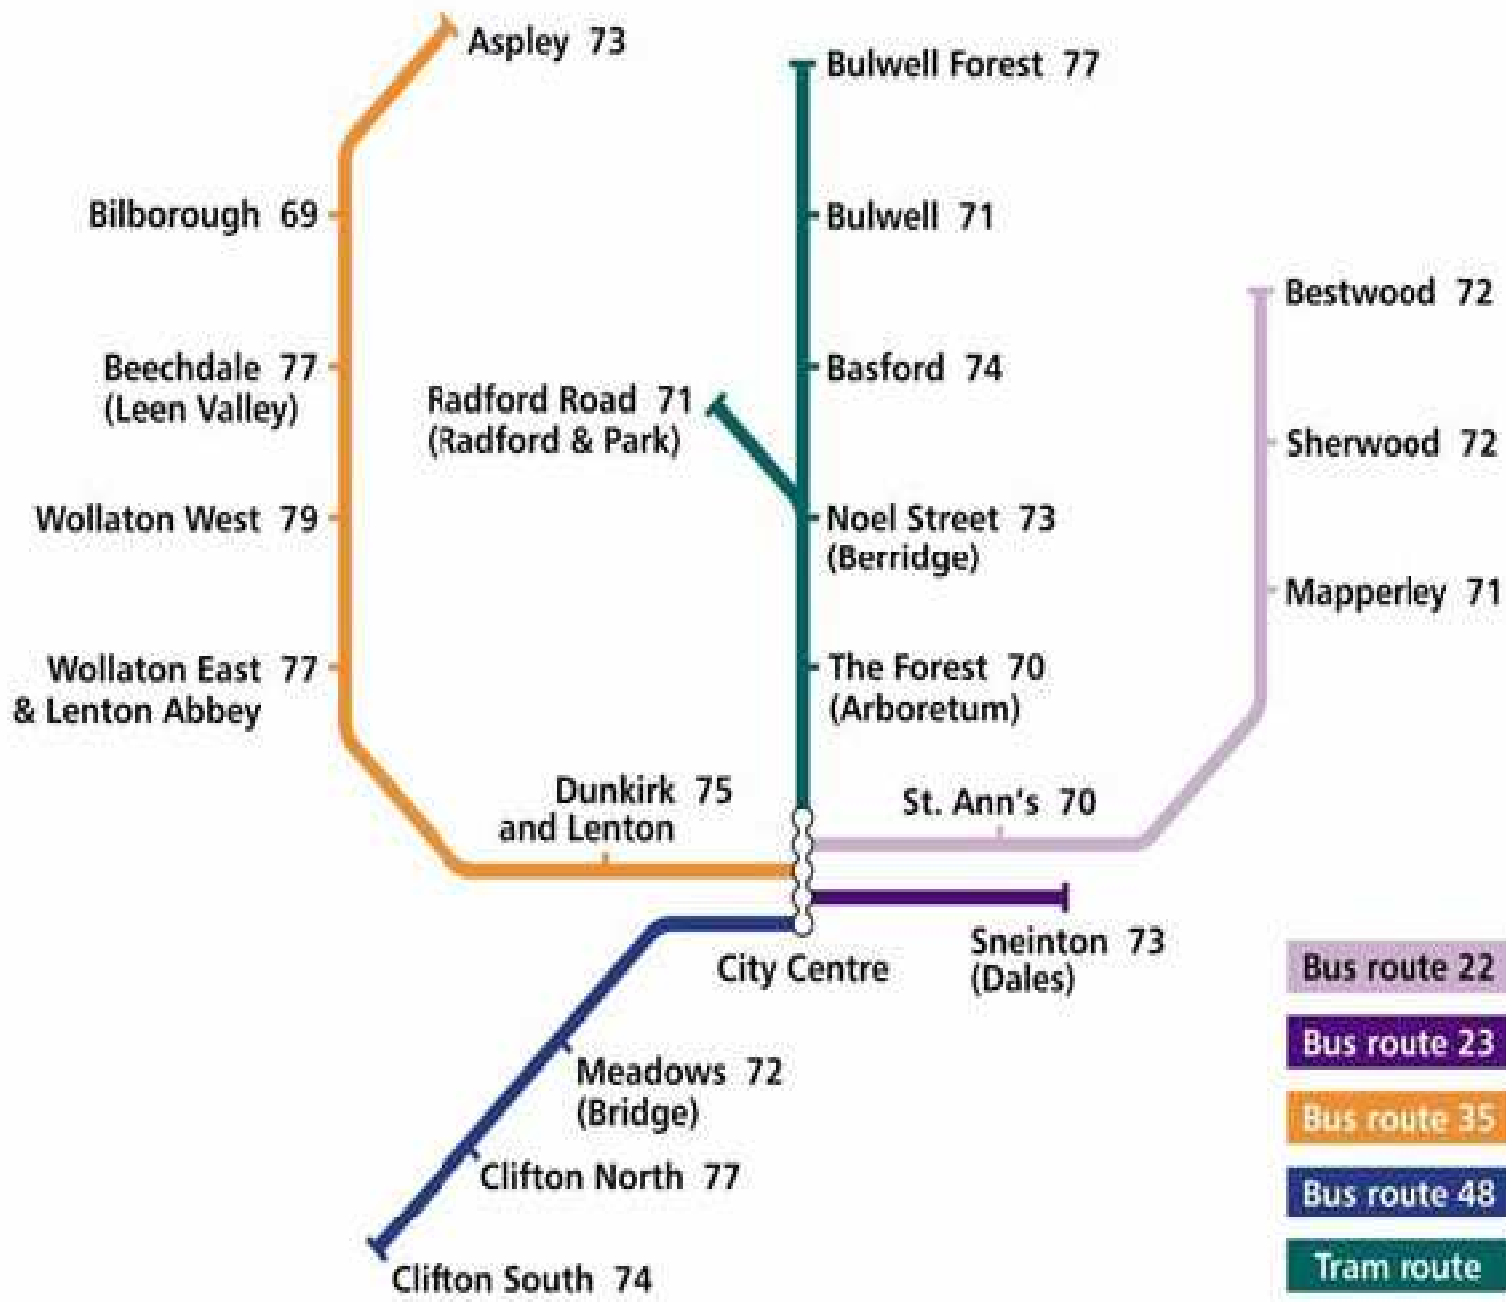 Aspley 73
Bulwell Forest 77
Bilborough 69
Bulwell 71
Bestwood 72
Beechdale 77
(Leen Valley)
Basford 74
Radford Road 71
(Radford & Park)
Sherwood 72
Wollaton West 79
Noel Street 73
(Berridge)
Mapperley 71
Wollaton East 77
& Lenton Abbey
The Forest 70
(Arboretum)
Dunkirk 75
and Lenton
St. Ann's 70
Sneinton 73
(Dales)
City Centre
Meadows 72
(Bridge)
Clifton North 77
Clifton South 74
Bus route 22
Bus route 23
Bus route 35
Bus route 48
Tram route